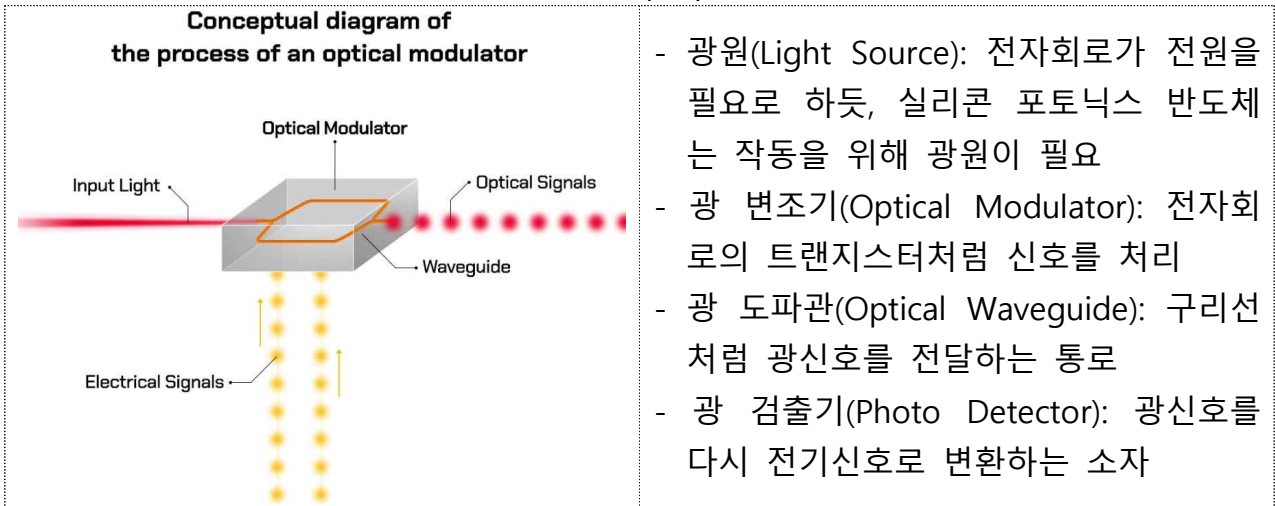 Conceptual diagram of
the process of an optical modulator
Optical Modulator
Input Light
Optical Signals
Waveguide
Electrical Signals
- 광원(Light Source): 전자회로가 전원을
필요로 하듯, 실리콘 포토닉스 반도체
는 작동을 위해 광원이 필요
- 광 변조기(Optical Modulator): 전자회
로의 트랜지스터처럼 신호를 처리
- 광 도파관(Optical Waveguide): 구리선
처럼 광신호를 전달하는 통로
- 광 검출기(Photo Detector): 광신호를
다시 전기신호로 변환하는 소자